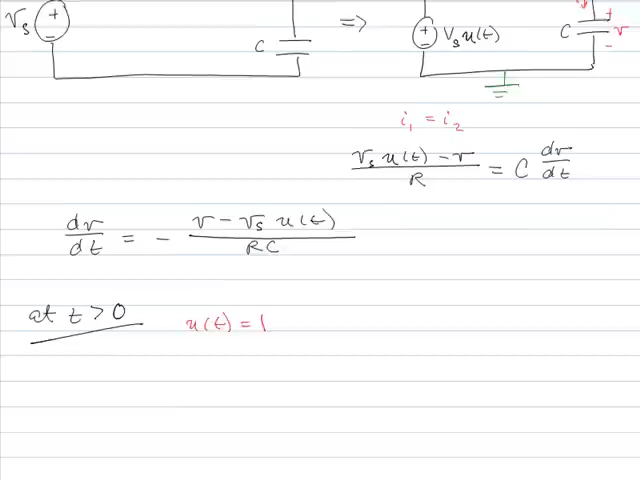 Vs + − C ⇒ + − Vs u(t) C + v −
i1 = i2
(Vs u(t) − v) / R = C dv/dt
dv/dt = − (v − Vs u(t)) / RC
at t > 0 u(t) = 1